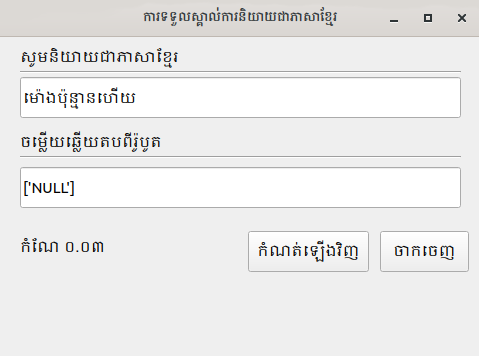 ការទទួលស្គាល់ការនិយាយជាភាសាខ្មែរ
សូមនិយាយជាភាសាខ្មែរ
ម៉ោងប៉ុន្មានហើយ
ចម្លើយឆ្លើយតបពីរ៉ូបូត
['NULL']
កំណែ ០.០៣
កំណត់ឡើងវិញ
ចាកចេញ